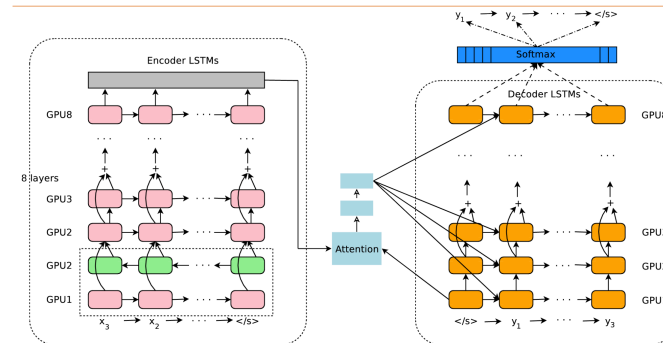 y1 y2 · · · </s>
Softmax
Encoder LSTMs
Decoder LSTMs
GPU8
GPU8
· · ·
· · ·
8 layers
+ + +
+ + +
GPU3
GPU2
Attention
GPU2
GPU1
x3 x2 · · · </s>
</s> y1 · · · y3